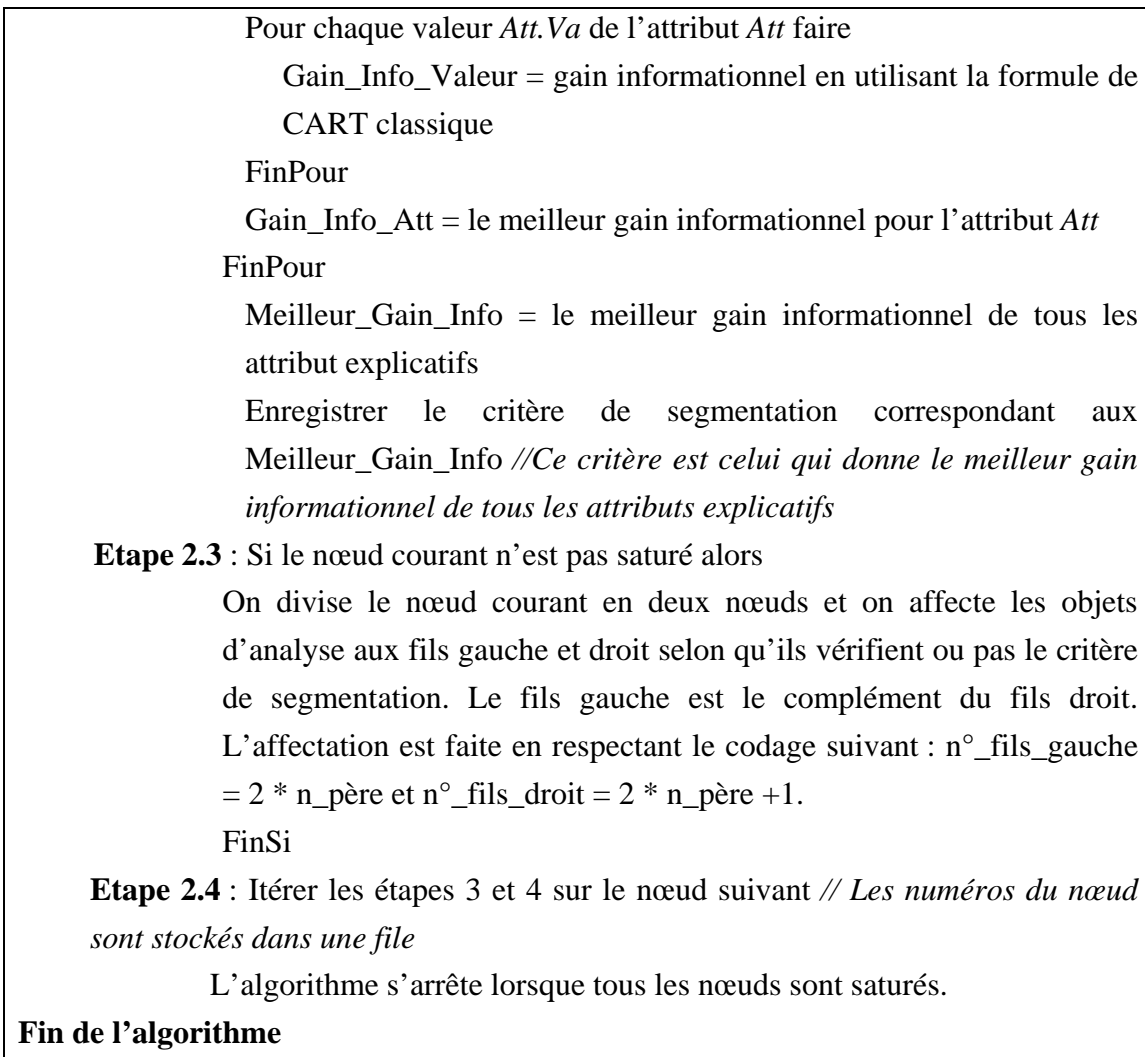 Pour chaque valeur Att.Va de l’attribut Att faire
Gain_Info_Valeur = gain informationnel en utilisant la formule de
CART classique
FinPour
Gain_Info_Att = le meilleur gain informationnel pour l’attribut Att
FinPour
Meilleur_Gain_Info = le meilleur gain informationnel de tous les
attribut explicatifs
Enregistrer le critère de segmentation correspondant aux
Meilleur_Gain_Info //Ce critère est celui qui donne le meilleur gain
informationnel de tous les attributs explicatifs
Etape 2.3 : Si le nœud courant n’est pas saturé alors
On divise le nœud courant en deux nœuds et on affecte les objets
d’analyse aux fils gauche et droit selon qu’ils vérifient ou pas le critère
de segmentation. Le fils gauche est le complément du fils droit.
L’affectation est faite en respectant le codage suivant : n°_fils_gauche
= 2 * n_père et n°_fils_droit = 2 * n_père +1.
FinSi
Etape 2.4 : Itérer les étapes 3 et 4 sur le nœud suivant // Les numéros du nœud
sont stockés dans une file
L’algorithme s’arrête lorsque tous les nœuds sont saturés.
Fin de l’algorithme